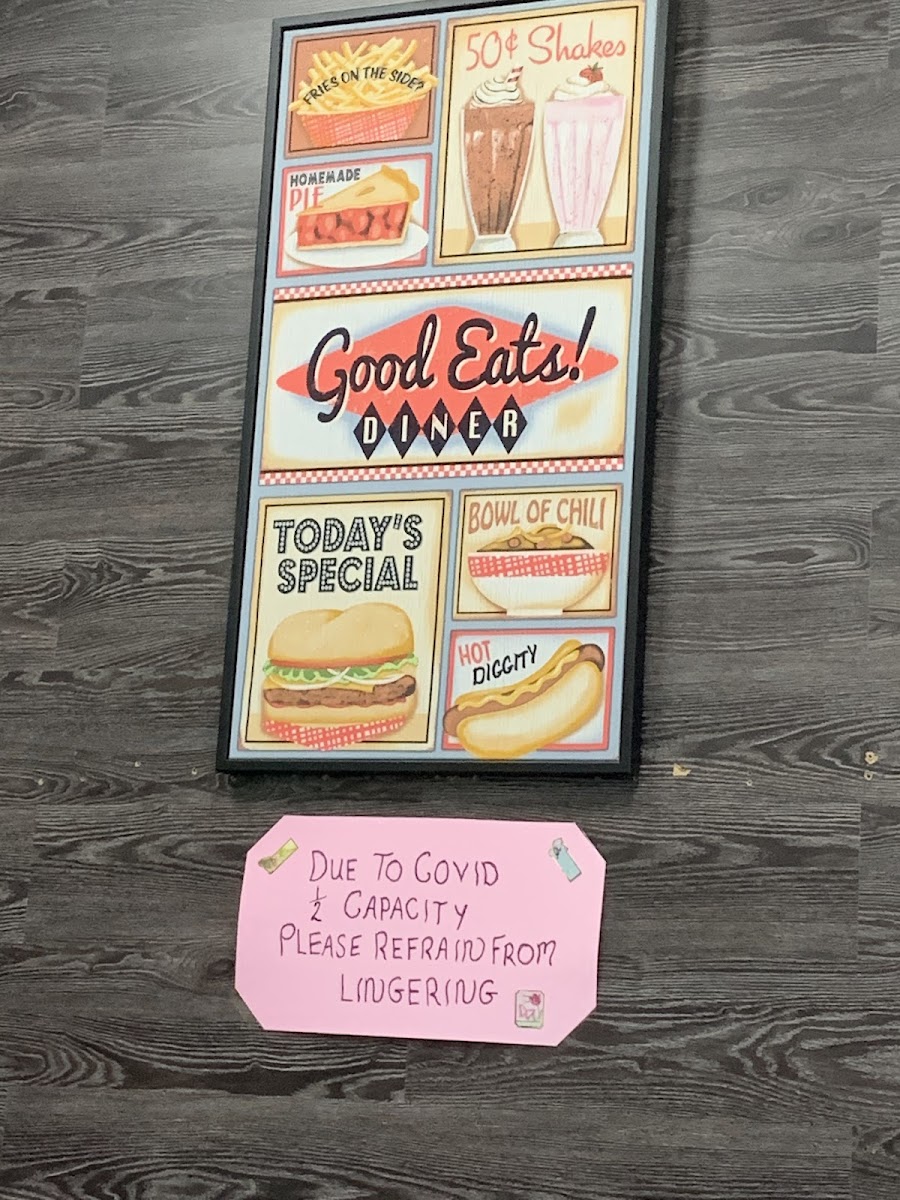 FRIES ON THE SIDE?
50¢ Shakes
HOMEMADE
PIE
Good Eats!
DINER
TODAY'S
SPECIAL
BOWL OF CHILI
HOT
DIGGITY
DUE TO COVID
½ CAPACITY
PLEASE REFRAIN FROM
LINGERING